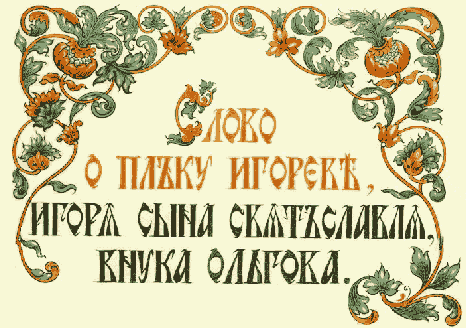 Слово
о плъку Игоревѣ,
Игоря сына Святъславля,
внука Ольгова.